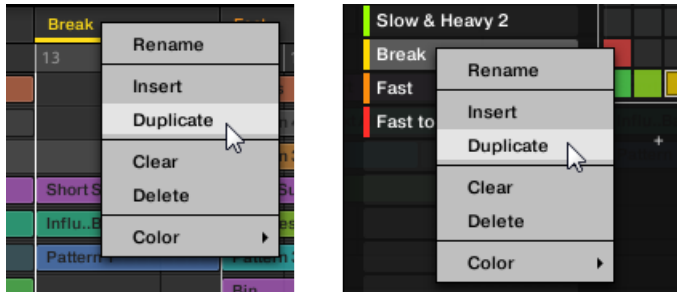 Break
13
Rename
Insert
Duplicate
Clear
Delete
Color
Short S
Influ..B
Pattern
Slow & Heavy 2
Break
Fast
Fast to
Rename
Insert
Duplicate
Clear
Delete
Color